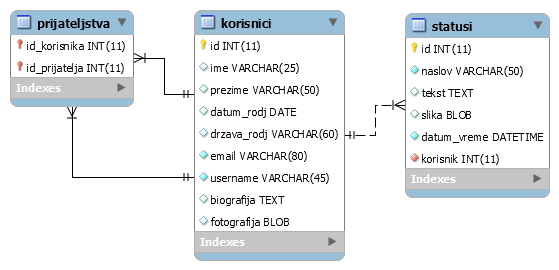 prijateljstva
id_korisnika INT(11)
id_prijatelja INT(11)
Indexes
korisnici
id INT(11)
ime VARCHAR(25)
prezime VARCHAR(50)
datum_rodj DATE
drzava_rodj VARCHAR(60)
email VARCHAR(80)
username VARCHAR(45)
biografija TEXT
fotografija BLOB
Indexes
statusi
id INT(11)
naslov VARCHAR(50)
tekst TEXT
slika BLOB
datum_vreme DATETIME
korisnik INT(11)
Indexes